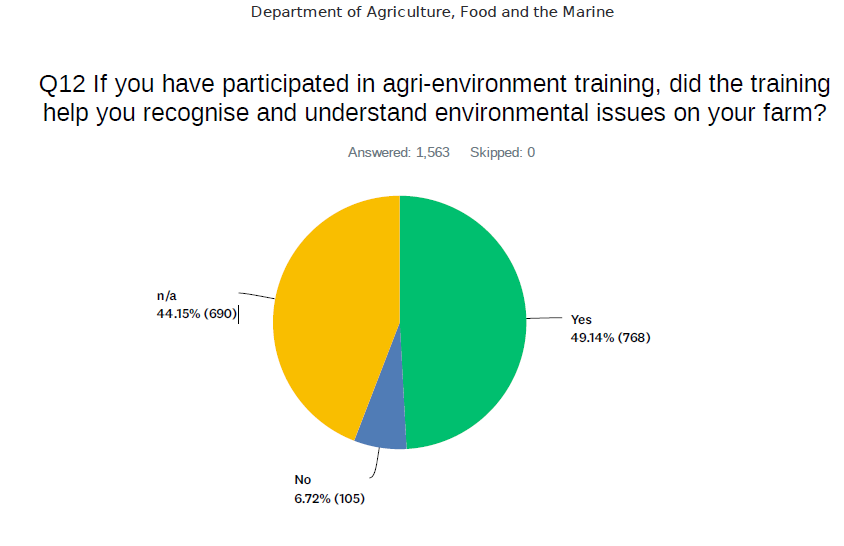 Department of Agriculture, Food and the Marine
Q12 If you have participated in agri-environment training, did the training
help you recognise and understand environmental issues on your farm?
Answered: 1,563 Skipped: 0
n/a
44.15% (690)
Yes
49.14% (768)
No
6.72% (105)